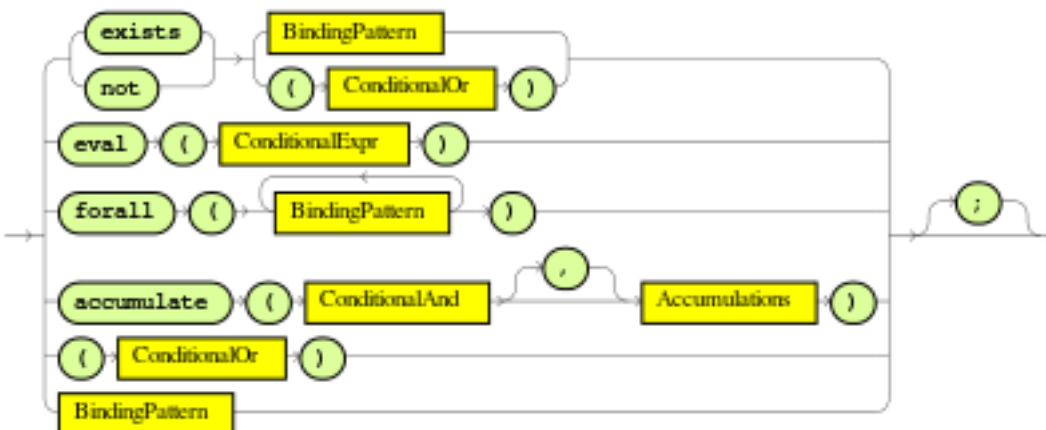 exists BindingPattern
not ( ConditionalOr )
eval ( ConditionalExpr )
forall ( BindingPattern ) ;
,
accumulate ( ConditionalAnd Accumulations )
( ConditionalOr )
BindingPattern